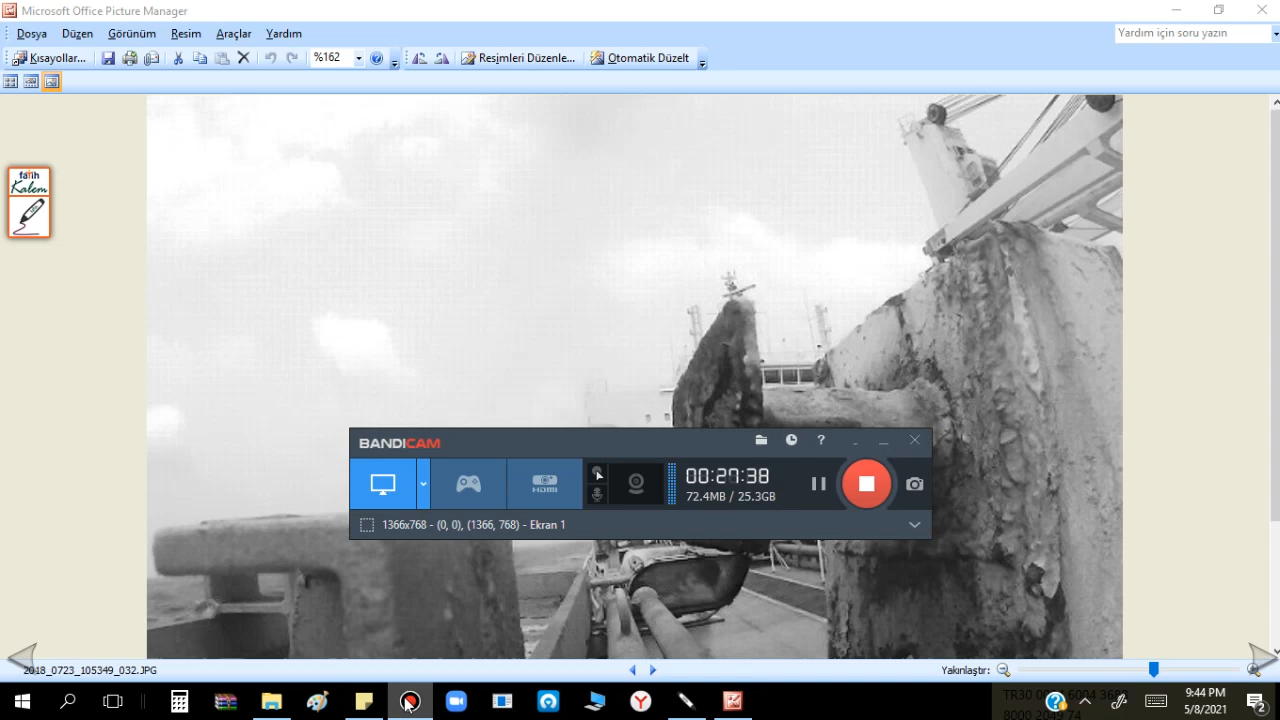 Microsoft Office Picture Manager
Dosya Düzen Görünüm Resim Araçlar Yardım
Yardım için soru yazın
Kısayollar... %162 Resimleri Düzenle... Otomatik Düzelt
fatih
Kalem
BANDICAM
HDMI
00:27:38
72.4MB / 25.3GB
1366x768 - (0, 0), (1366, 768) - Ekran 1
2018_0723_105349_032.JPG
Yakınlaştır:
9:44 PM
5/8/2021
2